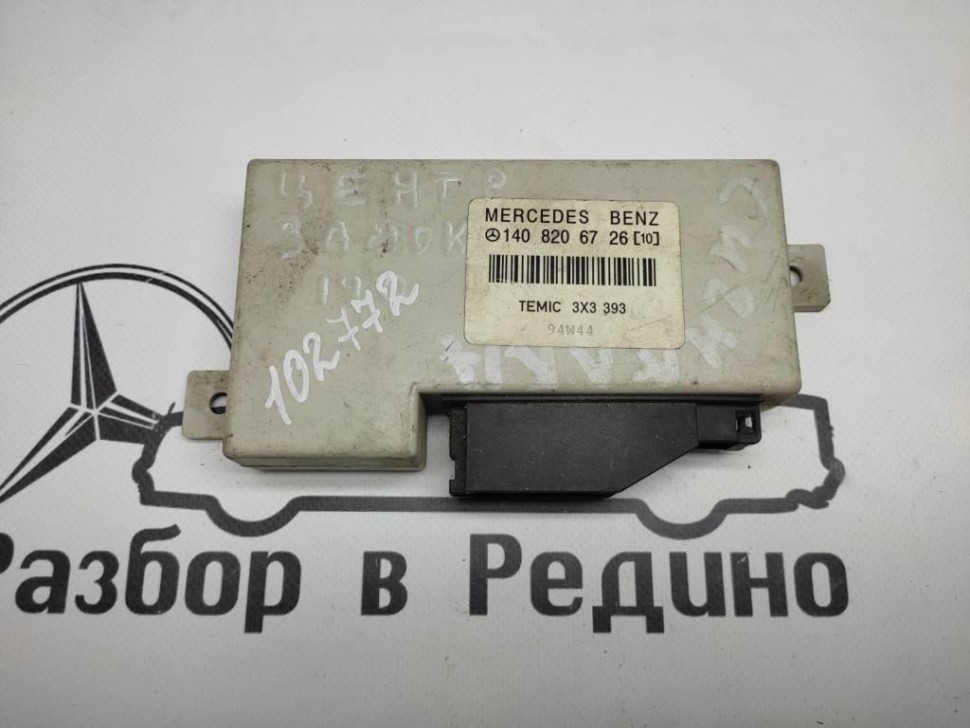 ЦЕНТР
ЗАМОК
102772
MERCEDES BENZ
140 820 67 26 [10]
TEMIC 3X3 393
94W44
Разбор в Редино